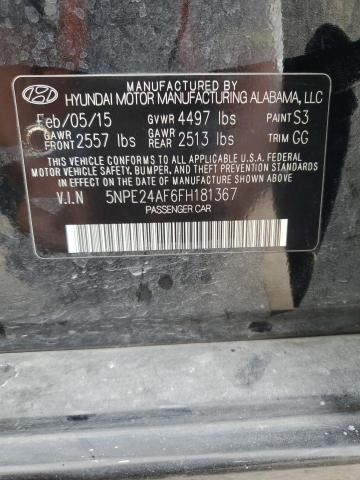 MANUFACTURED BY
HYUNDAI MOTOR MANUFACTURING ALABAMA, LLC
Feb/05/15 GVWR 4497 lbs PAINT S3
GAWR FRONT 2557 lbs GAWR REAR 2513 lbs TRIM GG
THIS VEHICLE CONFORMS TO ALL APPLICABLE U.S. FEDERAL
MOTOR VEHICLE SAFETY, BUMPER, AND THEFT PREVENTION
STANDARDS IN EFFECT ON THE DATE OF MANUFACTURE SHOWN ABOVE.
V.I.N 5NPE24AF6FH181367
PASSENGER CAR